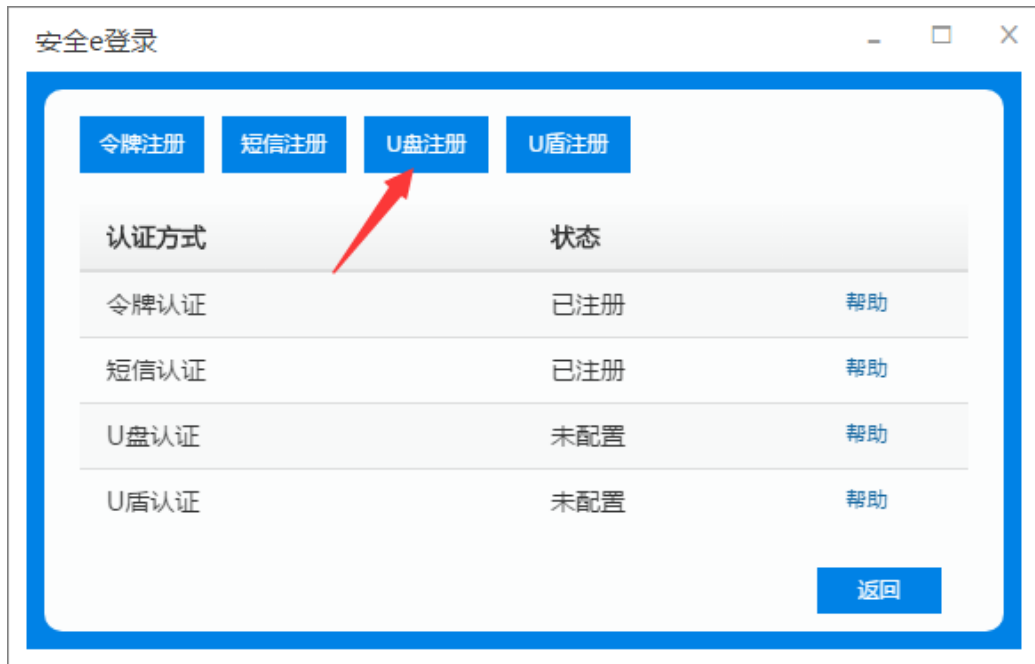 安全e登录
令牌注册 短信注册 U盘注册 U盾注册
认证方式 状态
令牌认证 已注册 帮助
短信认证 已注册 帮助
U盘认证 未配置 帮助
U盾认证 未配置 帮助
返回